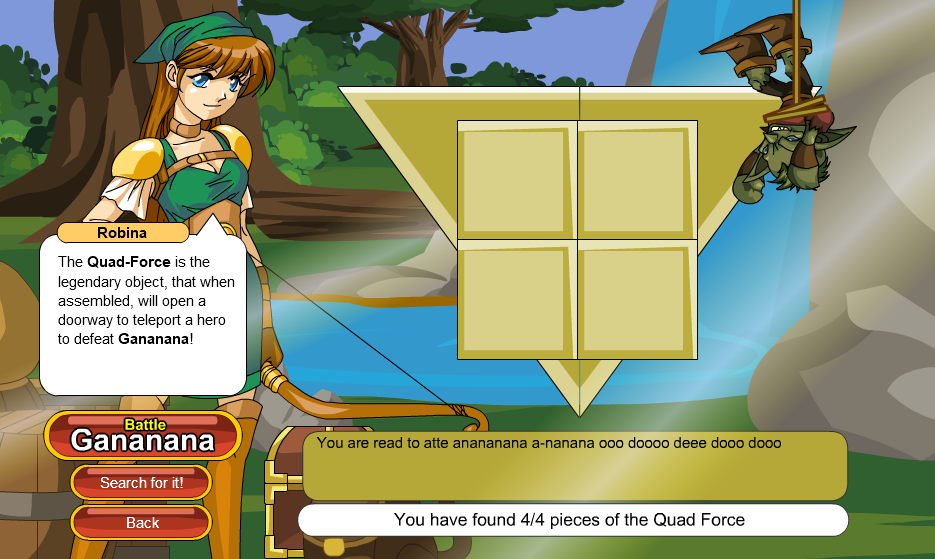 Robina
The Quad-Force is the
legendary object, that when
assembled, will open a
doorway to teleport a hero
to defeat Gananana!
Battle
Gananana
Search for it!
Back
You are read to atte anananana a-nanana ooo doooo deee dooo dooo
You have found 4/4 pieces of the Quad Force